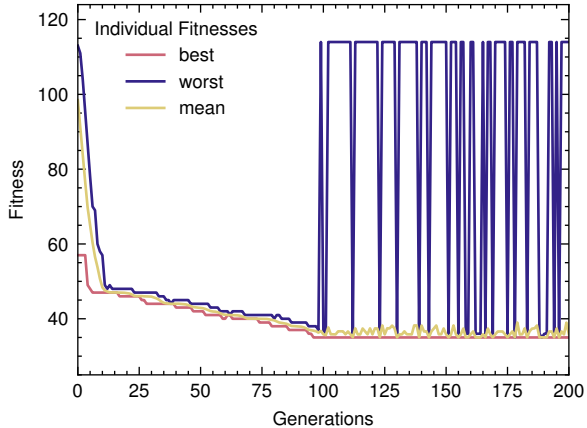 Individual Fitnesses
best
worst
mean
120
100
80
60
40
Fitness
0 25 50 75 100 125 150 175 200
Generations